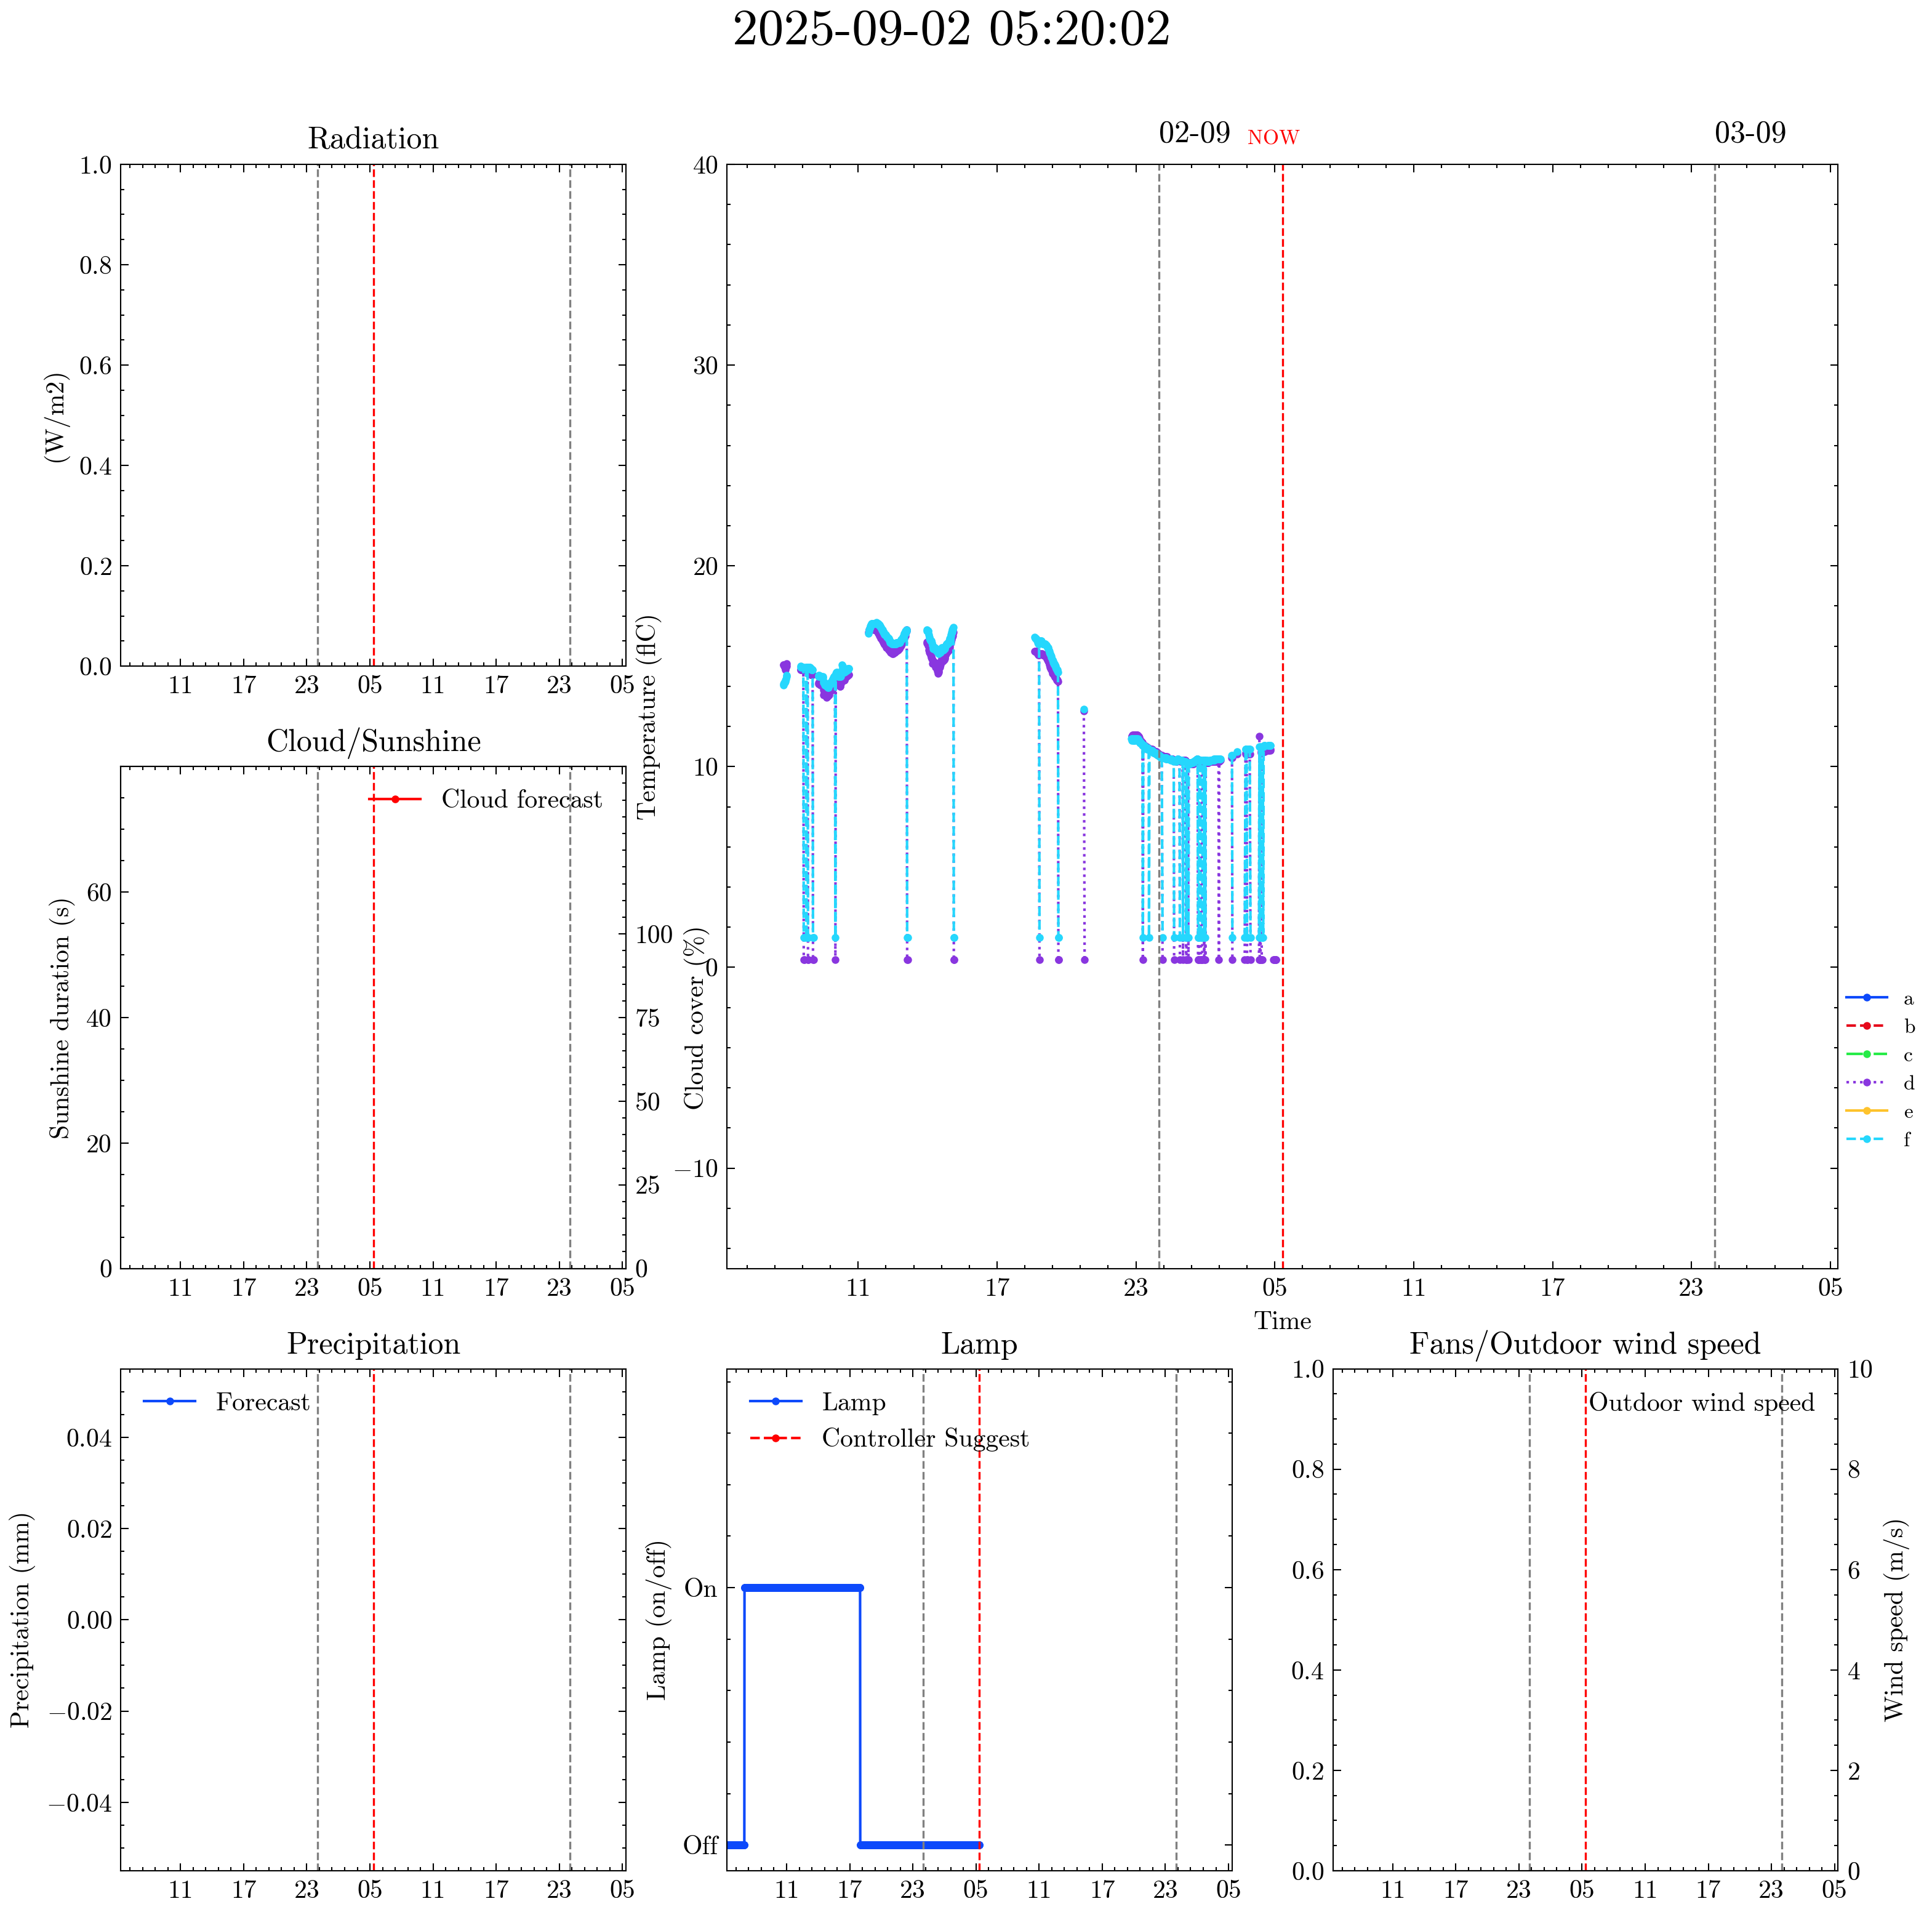 2025-09-02 05:20:02
Radiation
1.0
0.8
0.6
0.4
0.2
0.0
(W/m2)
11 17 23 05 11 17 23 05
02-09 NOW 03-09
40
30
20
10
0
−10
Temperature (flC)
11 17 23 05 11 17 23 05
Time
a
b
c
d
e
f
Cloud/Sunshine
Cloud forecast
60
40
20
0
Sunshine duration (s)
100
75
50
25
0
Cloud cover (%)
11 17 23 05 11 17 23 05
Precipitation
Forecast
0.04
0.02
0.00
−0.02
−0.04
Precipitation (mm)
11 17 23 05 11 17 23 05
Lamp
Lamp
Controller Suggest
On
Off
Lamp (on/off)
11 17 23 05 11 17 23 05
Fans/Outdoor wind speed
Outdoor wind speed
1.0
0.8
0.6
0.4
0.2
0.0
10
8
6
4
2
0
Wind speed (m/s)
11 17 23 05 11 17 23 05